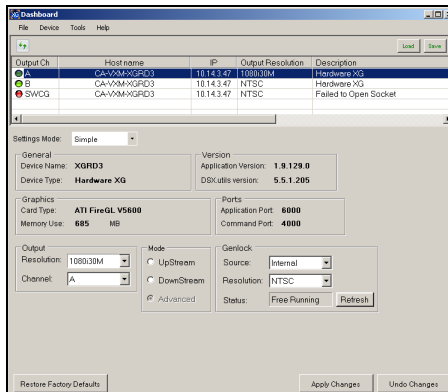 XG Dashboard
File Device Tools Help
Load Save
Output Ch Host name IP Output Resolution Description
A CA-VXM-XGRD3 10.14.3.47 1080i30M Hardware XG
B CA-VXM-XGRD3 10.14.3.47 NTSC Hardware XG
SWCG CA-VXM-XGRD3 10.14.3.47 NTSC Failed to Open Socket
Settings Mode: Simple
General Version
Device Name: XGRD3 Application Version: 1.9.129.0
Device Type: Hardware XG DSX.utils version: 5.5.1.205
Graphics Ports
Card Type: ATI FireGL V5600 Application Port: 6000
Memory Use: 685 MB Command Port: 4000
Output Mode Genlock
Resolution: 1080i30M UpStream Source: Internal
Channel: A DownStream Resolution: NTSC
Advanced Status: Free Running Refresh
Restore Factory Defaults Apply Changes Undo Changes